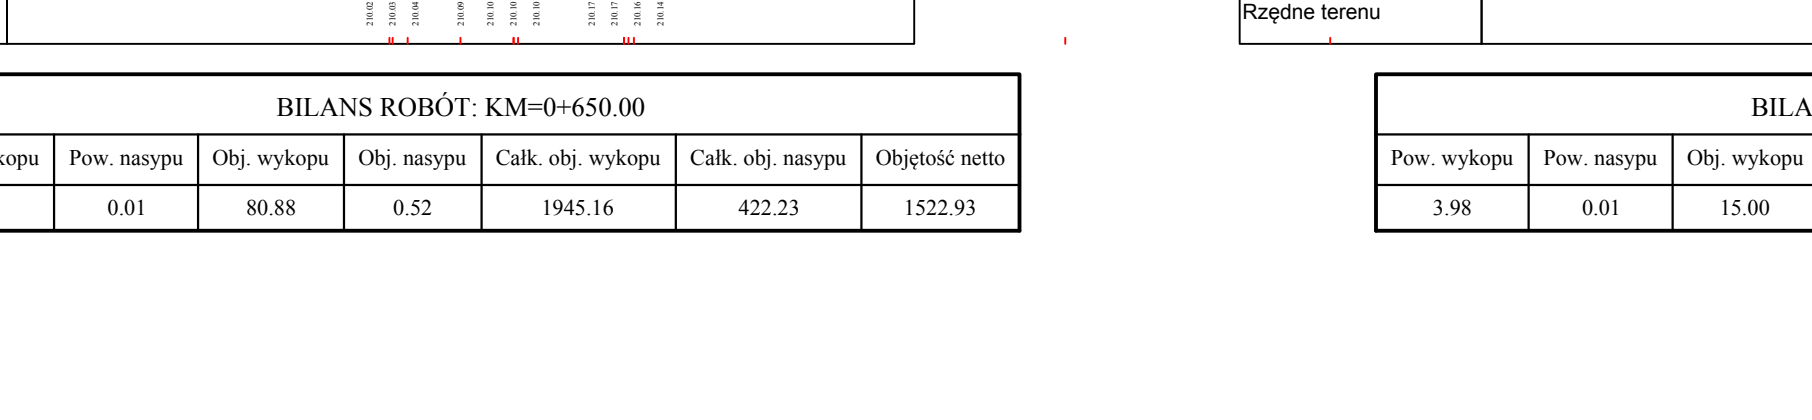 210.02 210.03 210.04 210.09 210.10 210.10 210.10 210.17 210.17 210.16 210.14
Rzędne terenu
BILANS ROBÓT: KM=0+650.00
kopu Pow. nasypu Obj. wykopu Obj. nasypu Całk. obj. wykopu Całk. obj. nasypu Objętość netto
0.01 80.88 0.52 1945.16 422.23 1522.93
BILA
Pow. wykopu Pow. nasypu Obj. wykopu
3.98 0.01 15.00